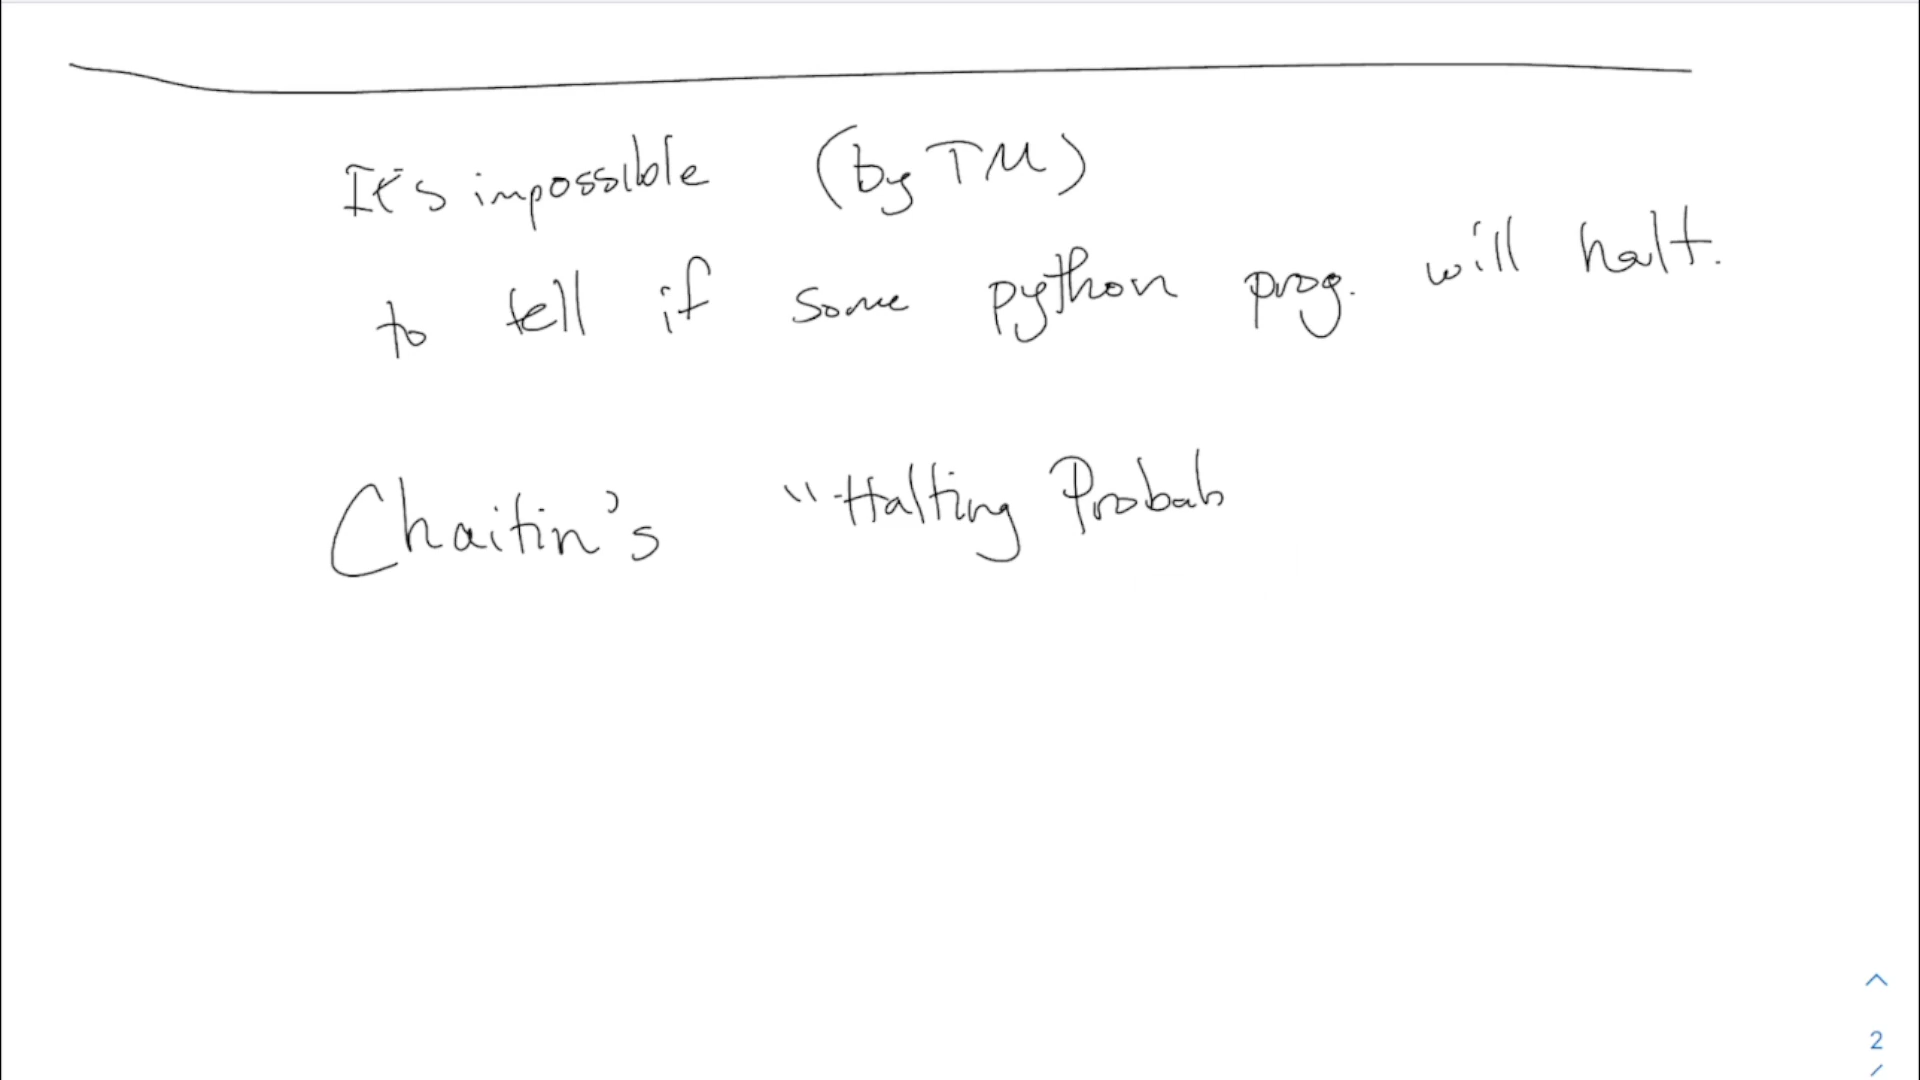 It's impossible (by TM)
to tell if some python prog. will halt.
Chaitin's "Halting Probab
2